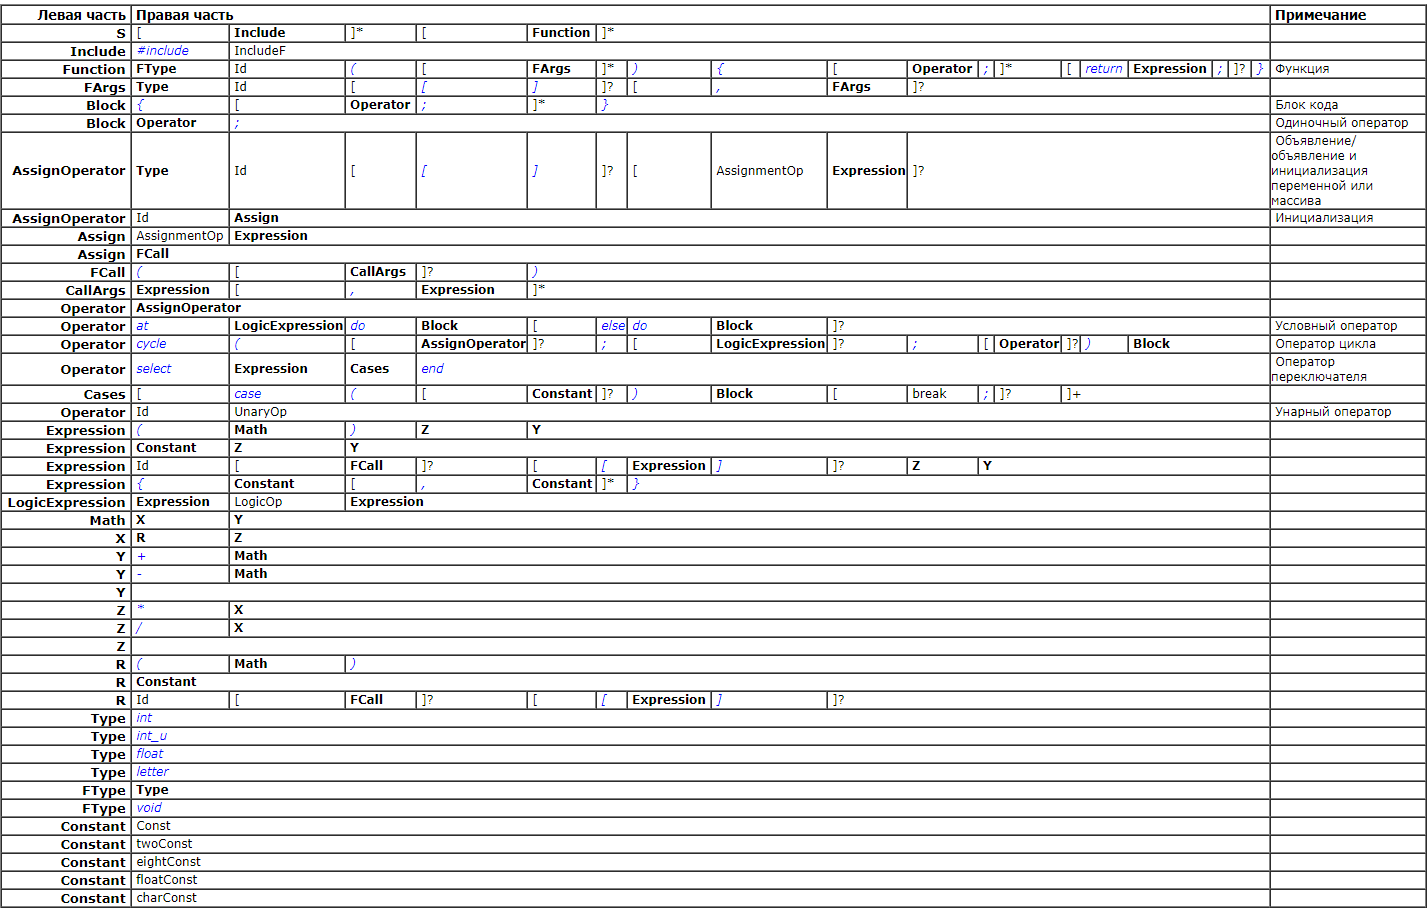 Левая часть Правая часть Примечание
S [ Include ]* [ Function ]*
Include #include IncludeF
Function FType Id ( [ FArgs ]* ) { [ Operator ; ]* [ return Expression ; ]? } Функция
FArgs Type Id [ [ ] ]? [ , FArgs ]?
Block { [ Operator ; ]* } Блок кода
Block Operator ; Одиночный оператор
AssignOperator Type Id [ [ ] ]? [ AssignmentOp Expression ]? Объявление/
объявление и
инициализация
переменной или
массива
AssignOperator Id Assign Инициализация
Assign AssignmentOp Expression
Assign FCall
FCall ( [ CallArgs ]? )
CallArgs Expression [ , Expression ]*
Operator AssignOperator
Operator at LogicExpression do Block [ else do Block ]? Условный оператор
Operator cycle ( [ AssignOperator ]? ; [ LogicExpression ]? ; [ Operator ]? ) Block Оператор цикла
Operator select Expression Cases end Оператор
переключателя
Cases [ case ( [ Constant ]? ) Block [ break ; ]? ]+
Operator Id UnaryOp Унарный оператор
Expression ( Math ) Z Y
Expression Constant Z Y
Expression Id [ FCall ]? [ [ Expression ] ]? Z Y
Expression { Constant [ , Constant ]* }
LogicExpression Expression LogicOp Expression
Math X Y
X R Z
Y + Math
Y - Math
Y
Z * X
Z / X
Z
R ( Math )
R Constant
R Id [ FCall ]? [ [ Expression ] ]?
Type int
Type int_u
Type float
Type letter
FType Type
FType void
Constant Const
Constant twoConst
Constant eightConst
Constant floatConst
Constant charConst